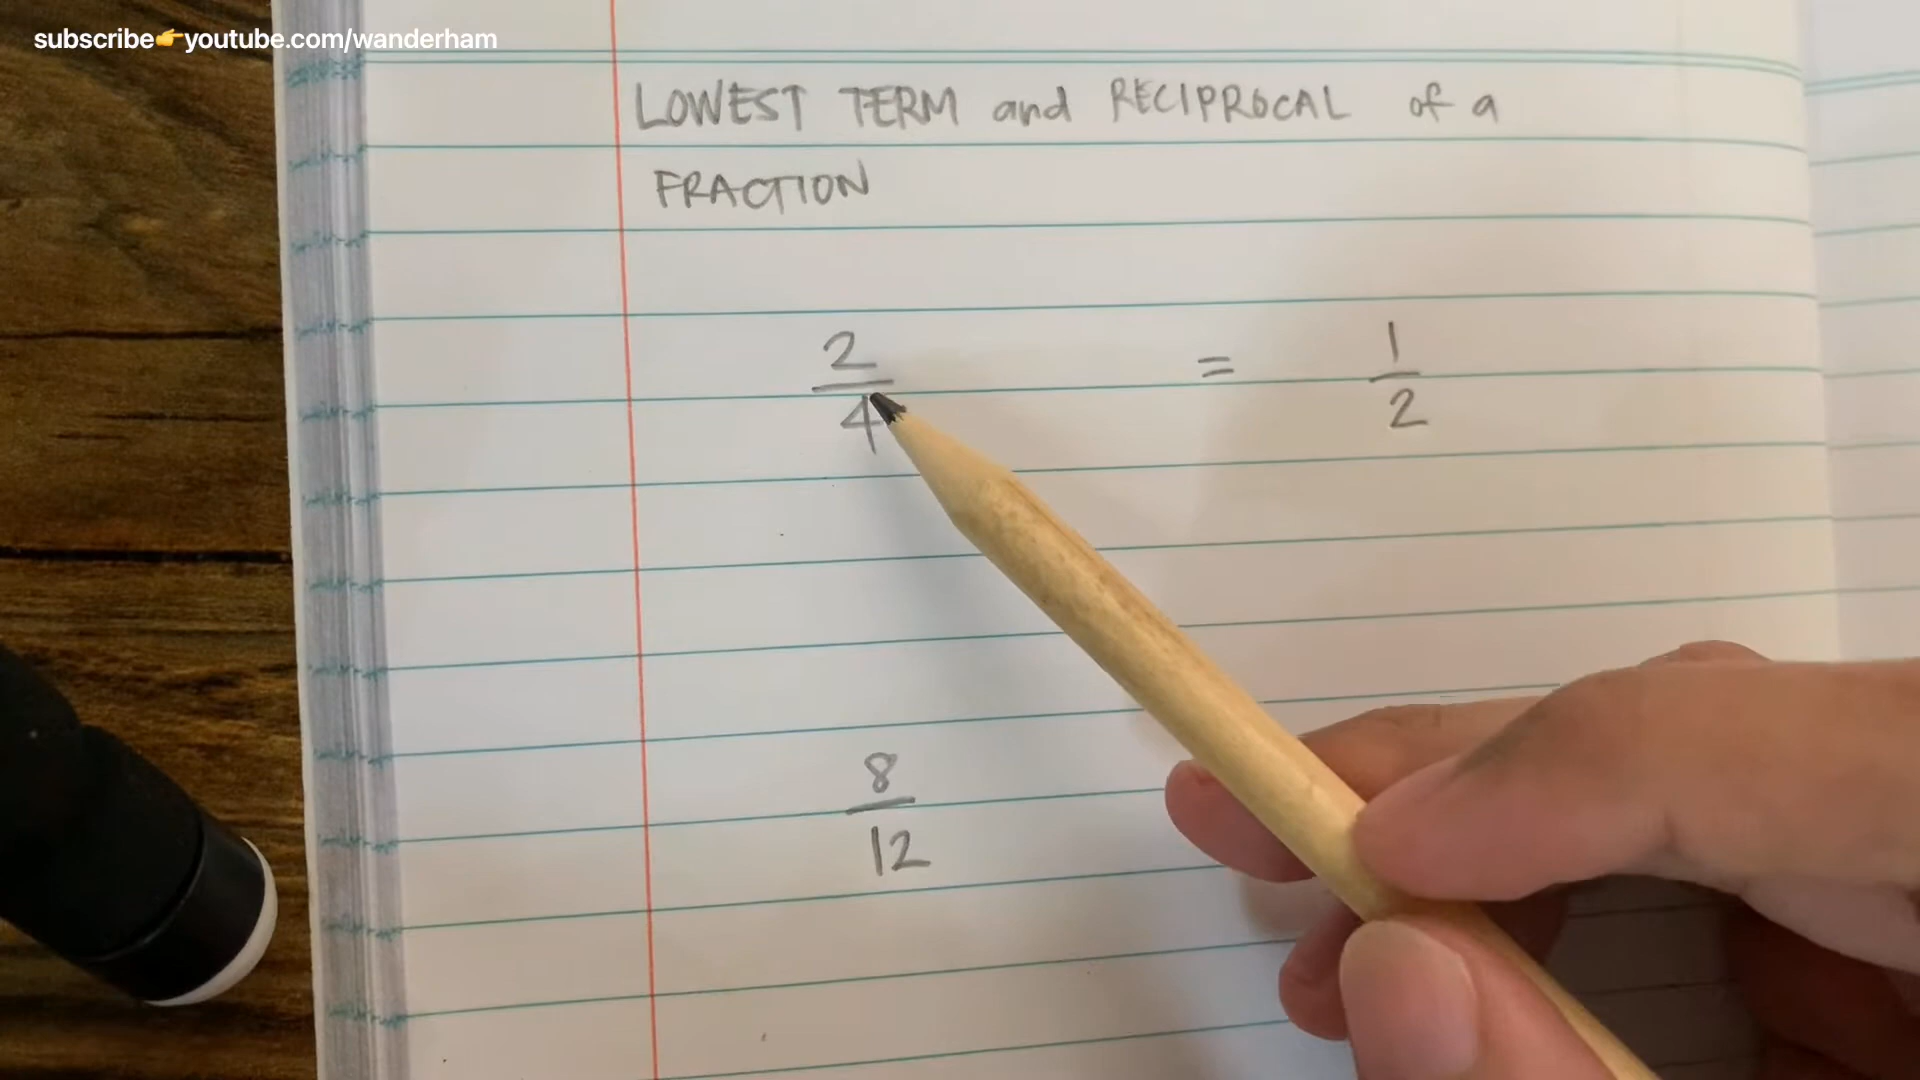 subscribe👉youtube.com/wanderham
LOWEST TERM and RECIPROCAL of a
FRACTION
2/4 = 1/2
8/12